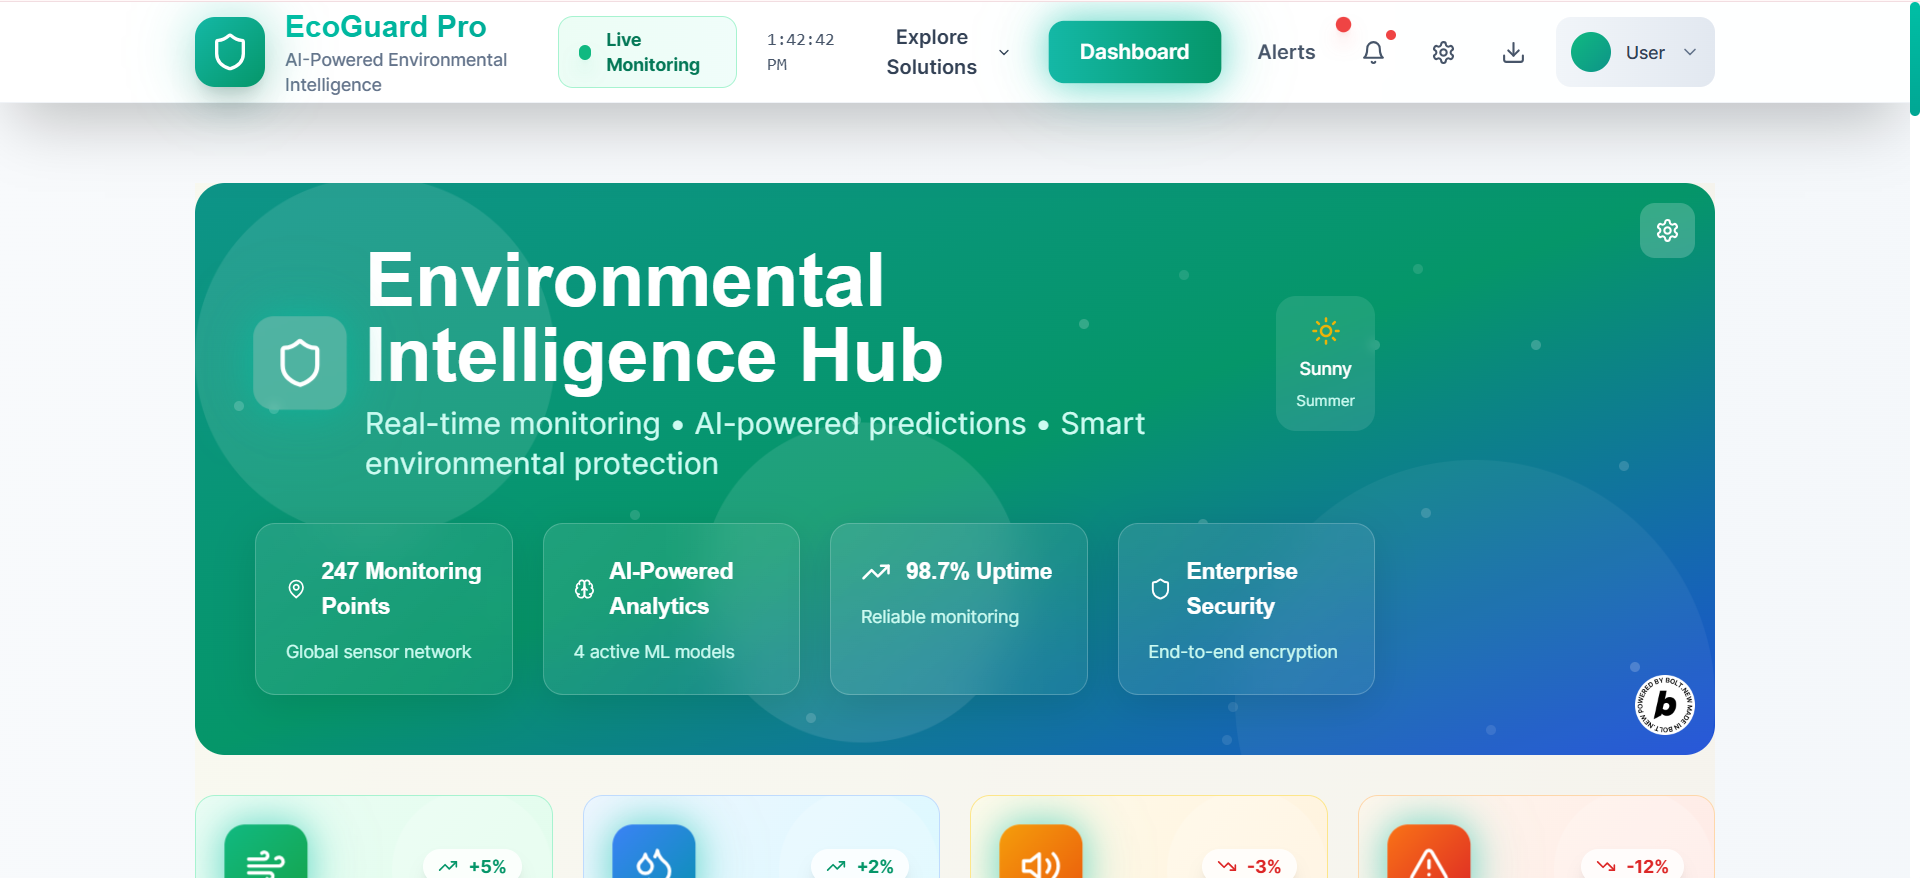 EcoGuard Pro
AI-Powered Environmental
Intelligence
Live
Monitoring
1:42:42
PM
Explore
Solutions
Dashboard
Alerts
User
Environmental
Intelligence Hub
Real-time monitoring • AI-powered predictions • Smart
environmental protection
Sunny
Summer
247 Monitoring
Points
Global sensor network
AI-Powered
Analytics
4 active ML models
98.7% Uptime
Reliable monitoring
Enterprise
Security
End-to-end encryption
POWERED BY BOLT.NEW MADE IN BOLT.NEW
b
+5%
+2%
-3%
-12%